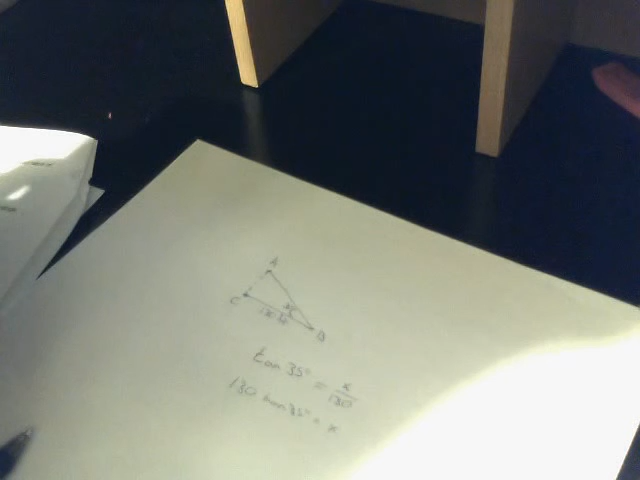 A
C
B
tan 35° = x/130
130 tan 35° = x